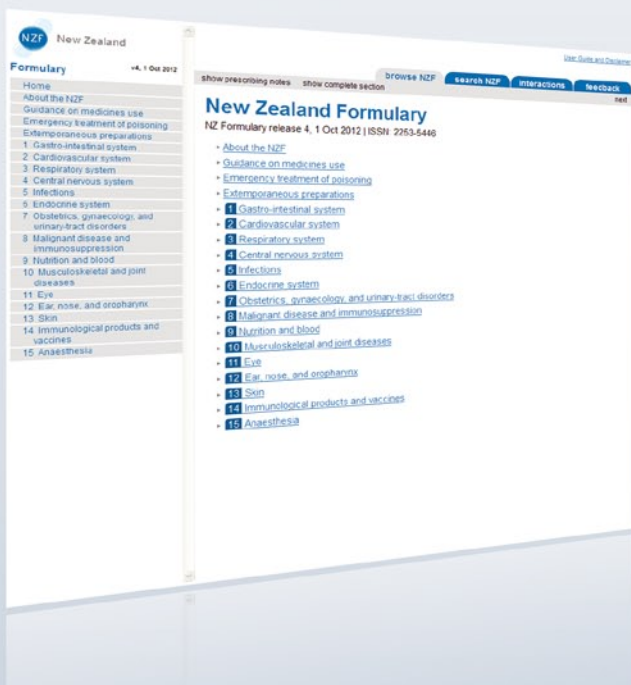 NZF New Zealand
Formulary v4, 1 Oct 2012
Home
About the NZF
Guidance on medicines use
Emergency treatment of poisoning
Extemporaneous preparations
1 Gastro-intestinal system
2 Cardiovascular system
3 Respiratory system
4 Central nervous system
5 Infections
6 Endocrine system
7 Obstetrics, gynaecology, and
urinary-tract disorders
8 Malignant disease and
immunosuppression
9 Nutrition and blood
10 Musculoskeletal and joint
diseases
11 Eye
12 Ear, nose, and oropharynx
13 Skin
14 Immunological products and
vaccines
15 Anaesthesia
User Guide and Disclaimer
show prescribing notes show complete section browse NZF search NZF interactions feedback
next
New Zealand Formulary
NZ Formulary release 4, 1 Oct 2012 | ISSN: 2253-5446
About the NZF
Guidance on medicines use
Emergency treatment of poisoning
Extemporaneous preparations
1 Gastro-intestinal system
2 Cardiovascular system
3 Respiratory system
4 Central nervous system
5 Infections
6 Endocrine system
7 Obstetrics, gynaecology, and urinary-tract disorders
8 Malignant disease and immunosuppression
9 Nutrition and blood
10 Musculoskeletal and joint diseases
11 Eye
12 Ear, nose, and oropharynx
13 Skin
14 Immunological products and vaccines
15 Anaesthesia